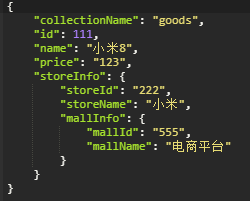 {
    "collectionName": "goods",
    "id": 111,
    "name": "小米8",
    "price": "123",
    "storeInfo": {
        "storeId": "222",
        "storeName": "小米",
        "mallInfo": {
            "mallId": "555",
            "mallName": "电商平台"
        }
    }
}